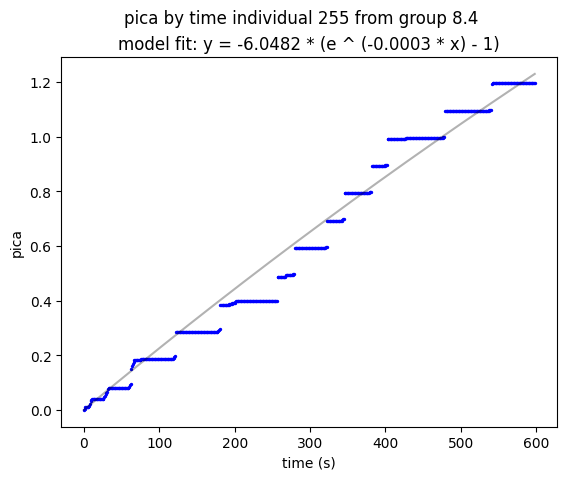 pica by time individual 255 from group 8.4
model fit: y = -6.0482 * (e ^ (-0.0003 * x) - 1)
1.2
1.0
0.8
0.6
0.4
0.2
0.0
pica
0 100 200 300 400 500 600
time (s)